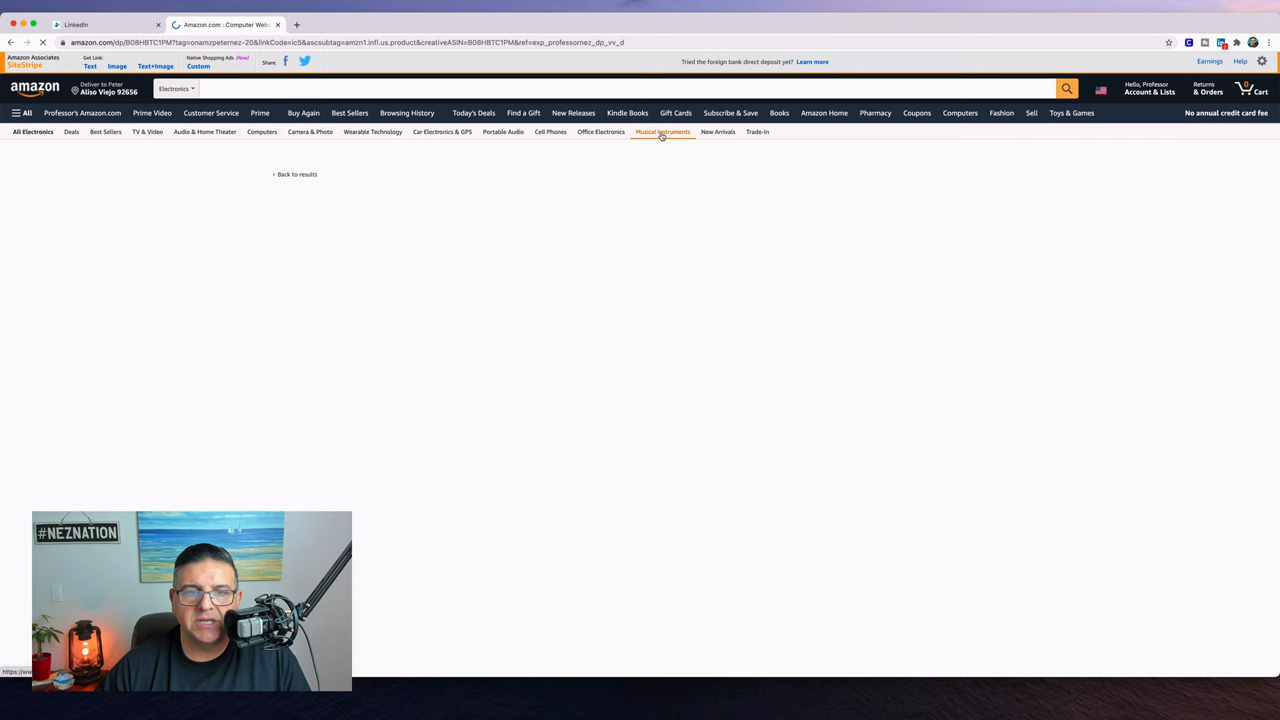 LinkedIn
Amazon.com : Computer Webc
amazon.com/dp/B08HBTC1PM?tag=onamzpeternez-20&linkCode=ic5&ascsubtag=amzn1.infl.us.product&creativeASIN=B08HBTC1PM&ref=exp_professornez_dp_vv_d
Amazon Associates
SiteStripe
Get Link:
Text Image Text+Image
Native Shopping Ads (New)
Custom
Share:
Tried the foreign bank direct deposit yet? Learn more
Earnings Help
amazon
Deliver to Peter
Aliso Viejo 92656
Electronics
Hello, Professor
Account & Lists
Returns
& Orders
0
Cart
All Professor's Amazon.com Prime Video Customer Service Prime Buy Again Best Sellers Browsing History Today's Deals Find a Gift New Releases Kindle Books Gift Cards Subscribe & Save Books Amazon Home Pharmacy Coupons Computers Fashion Sell Toys & Games No annual credit card fee
All Electronics Deals Best Sellers TV & Video Audio & Home Theater Computers Camera & Photo Wearable Technology Car Electronics & GPS Portable Audio Cell Phones Office Electronics Musical Instruments New Arrivals Trade-In
‹ Back to results
#NEZNATION
https://ww